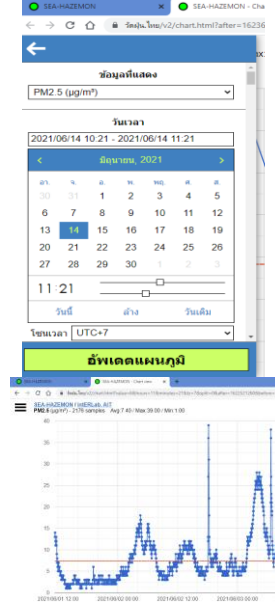 SEA-HAZEMON
SEA-HAZEMON - Cha
วัดฝุ่น.ไทย/v2/chart.html?after=16236
ข้อมูลที่แสดง
PM2.5 (µg/m³)
วันเวลา
2021/06/14 10:21 - 2021/06/14 11:21
มิถุนายน, 2021
อา. จ. อ. พ. พฤ. ศ. ส.
30 31 1 2 3 4 5
6 7 8 9 10 11 12
13 14 15 16 17 18 19
20 21 22 23 24 25 26
27 28 29 30 1 2 3
11:21
วันนี้ ล้าง วันเดิม
โซนเวลา UTC+7
อัพเดตแผนภูมิ
SEA-HAZEMON / InterLab, AIT
PM2.5 (µg/m³) - 2178 samples Avg 7.40 / Max 39.00 / Min 1.00
40
35
30
25
20
15
10
5
0
2021/06/01 12:00
2021/06/02 00:00
2021/06/02 12:00
2021/06/03 00:00